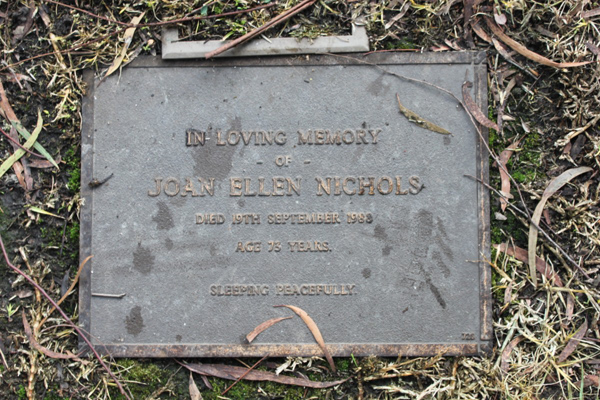 IN LOVING MEMORY
- OF -
JOAN ELLEN NICHOLS
DIED 19TH SEPTEMBER 1988
AGE 73 YEARS.
SLEEPING PEACEFULLY.